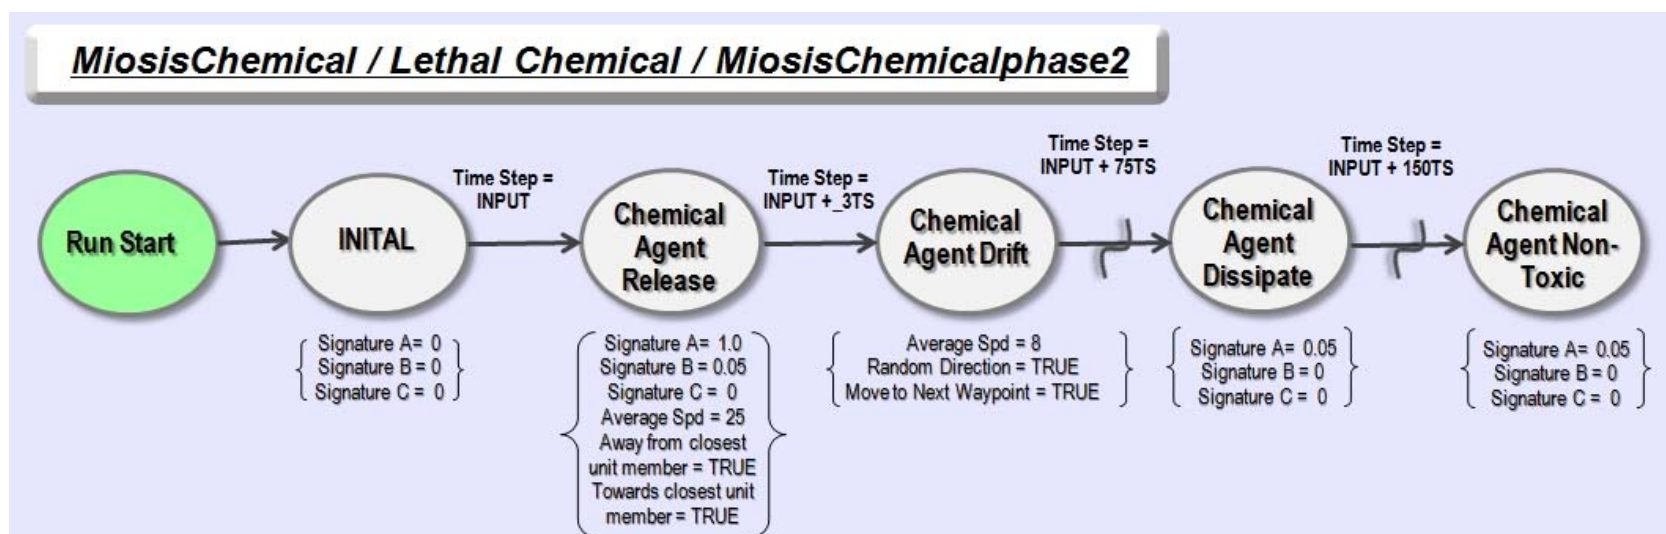 MiosisChemical / Lethal Chemical / MiosisChemicalphase2
Run Start
INITAL
Signature A= 0
Signature B = 0
Signature C = 0
Time Step =
INPUT
Chemical
Agent
Release
Signature A= 1.0
Signature B = 0.05
Signature C = 0
Average Spd = 25
Away from closest
unit member = TRUE
Towards closest unit
member = TRUE
Time Step =
INPUT +_3TS
Chemical
Agent Drift
Average Spd = 8
Random Direction = TRUE
Move to Next Waypoint = TRUE
Time Step =
INPUT + 75TS
Chemical
Agent
Dissipate
Signature A= 0.05
Signature B = 0
Signature C = 0
Time Step =
INPUT + 150TS
Chemical
Agent Non-
Toxic
Signature A= 0.05
Signature B = 0
Signature C = 0